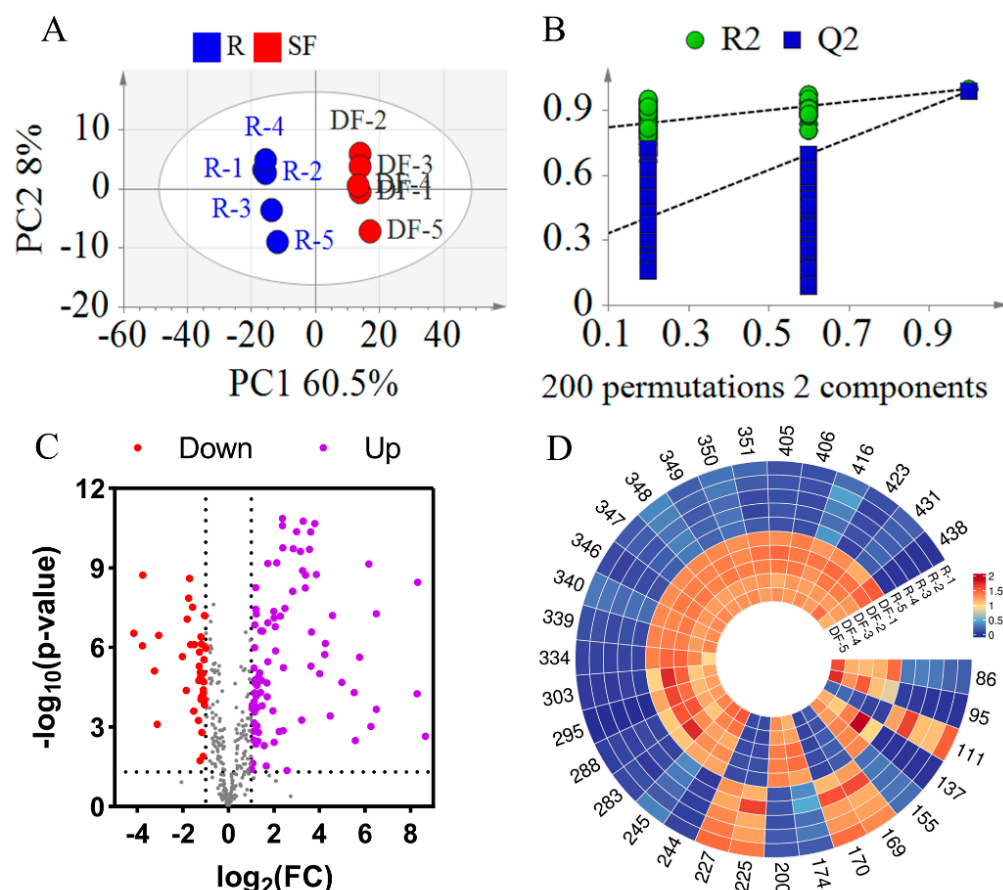 A
R SF
PC2 8%
10
0
-10
-20
R-4
R-1
R-2
R-3
R-5
DF-2
DF-3
DF-4
DF-1
DF-5
-60 -40 -20 0 20 40
PC1 60.5%
B
R2 Q2
0.9
0.6
0.3
0
0.1 0.3 0.5 0.7 0.9
200 permutations 2 components
C
Down Up
-log10(p-value)
12
9
6
3
0
-4 -2 0 2 4 6 8
log2(FC)
D
86
95
111
137
155
169
170
174
200
225
227
244
245
283
288
295
303
334
339
340
346
347
348
349
350
351
405
406
416
423
431
438
R-1
R-2
R-3
R-4
R-5
DF-1
DF-2
DF-3
DF-4
DF-5
2
1.5
1
0.5
0